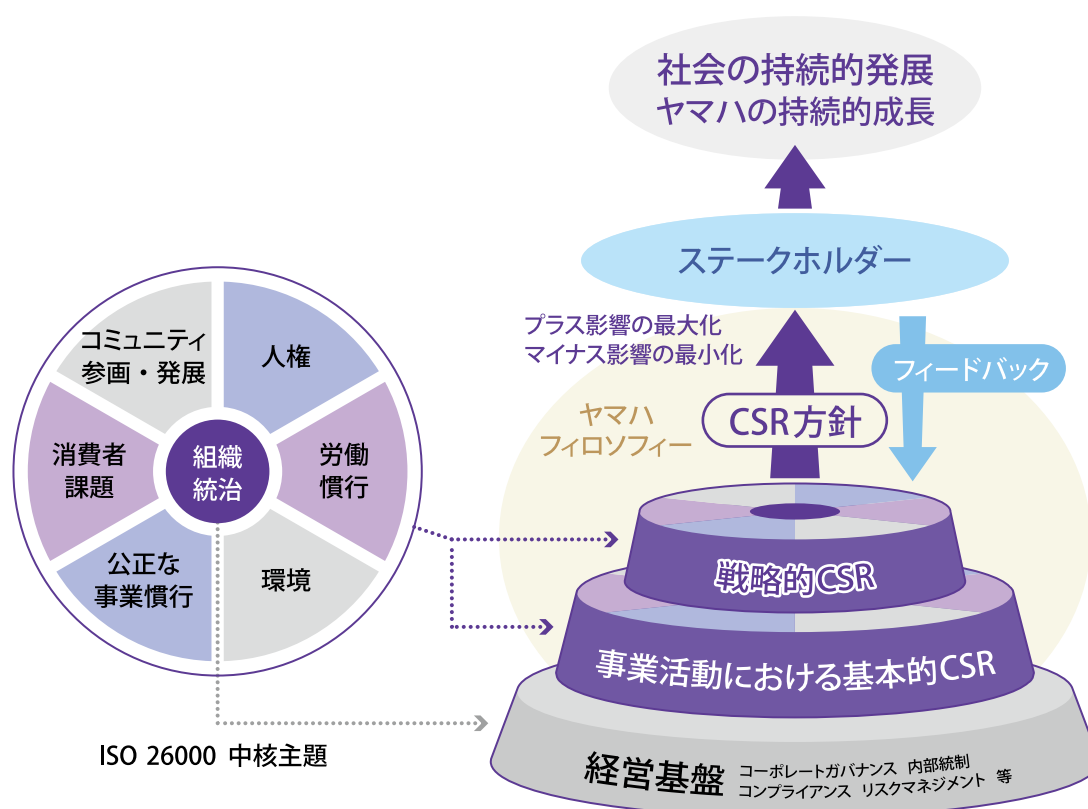 社会の持続的発展
ヤマハの持続的成長
ステークホルダー
プラス影響の最大化
マイナス影響の最小化
フィードバック
ヤマハ
フィロソフィー
CSR方針
コミュニティ
参画・発展
人権
消費者
課題
組織
統治
労働
慣行
公正な
事業慣行
環境
戦略的CSR
事業活動における基本的CSR
経営基盤
コーポレートガバナンス 内部統制
コンプライアンス リスクマネジメント 等
ISO 26000 中核主題